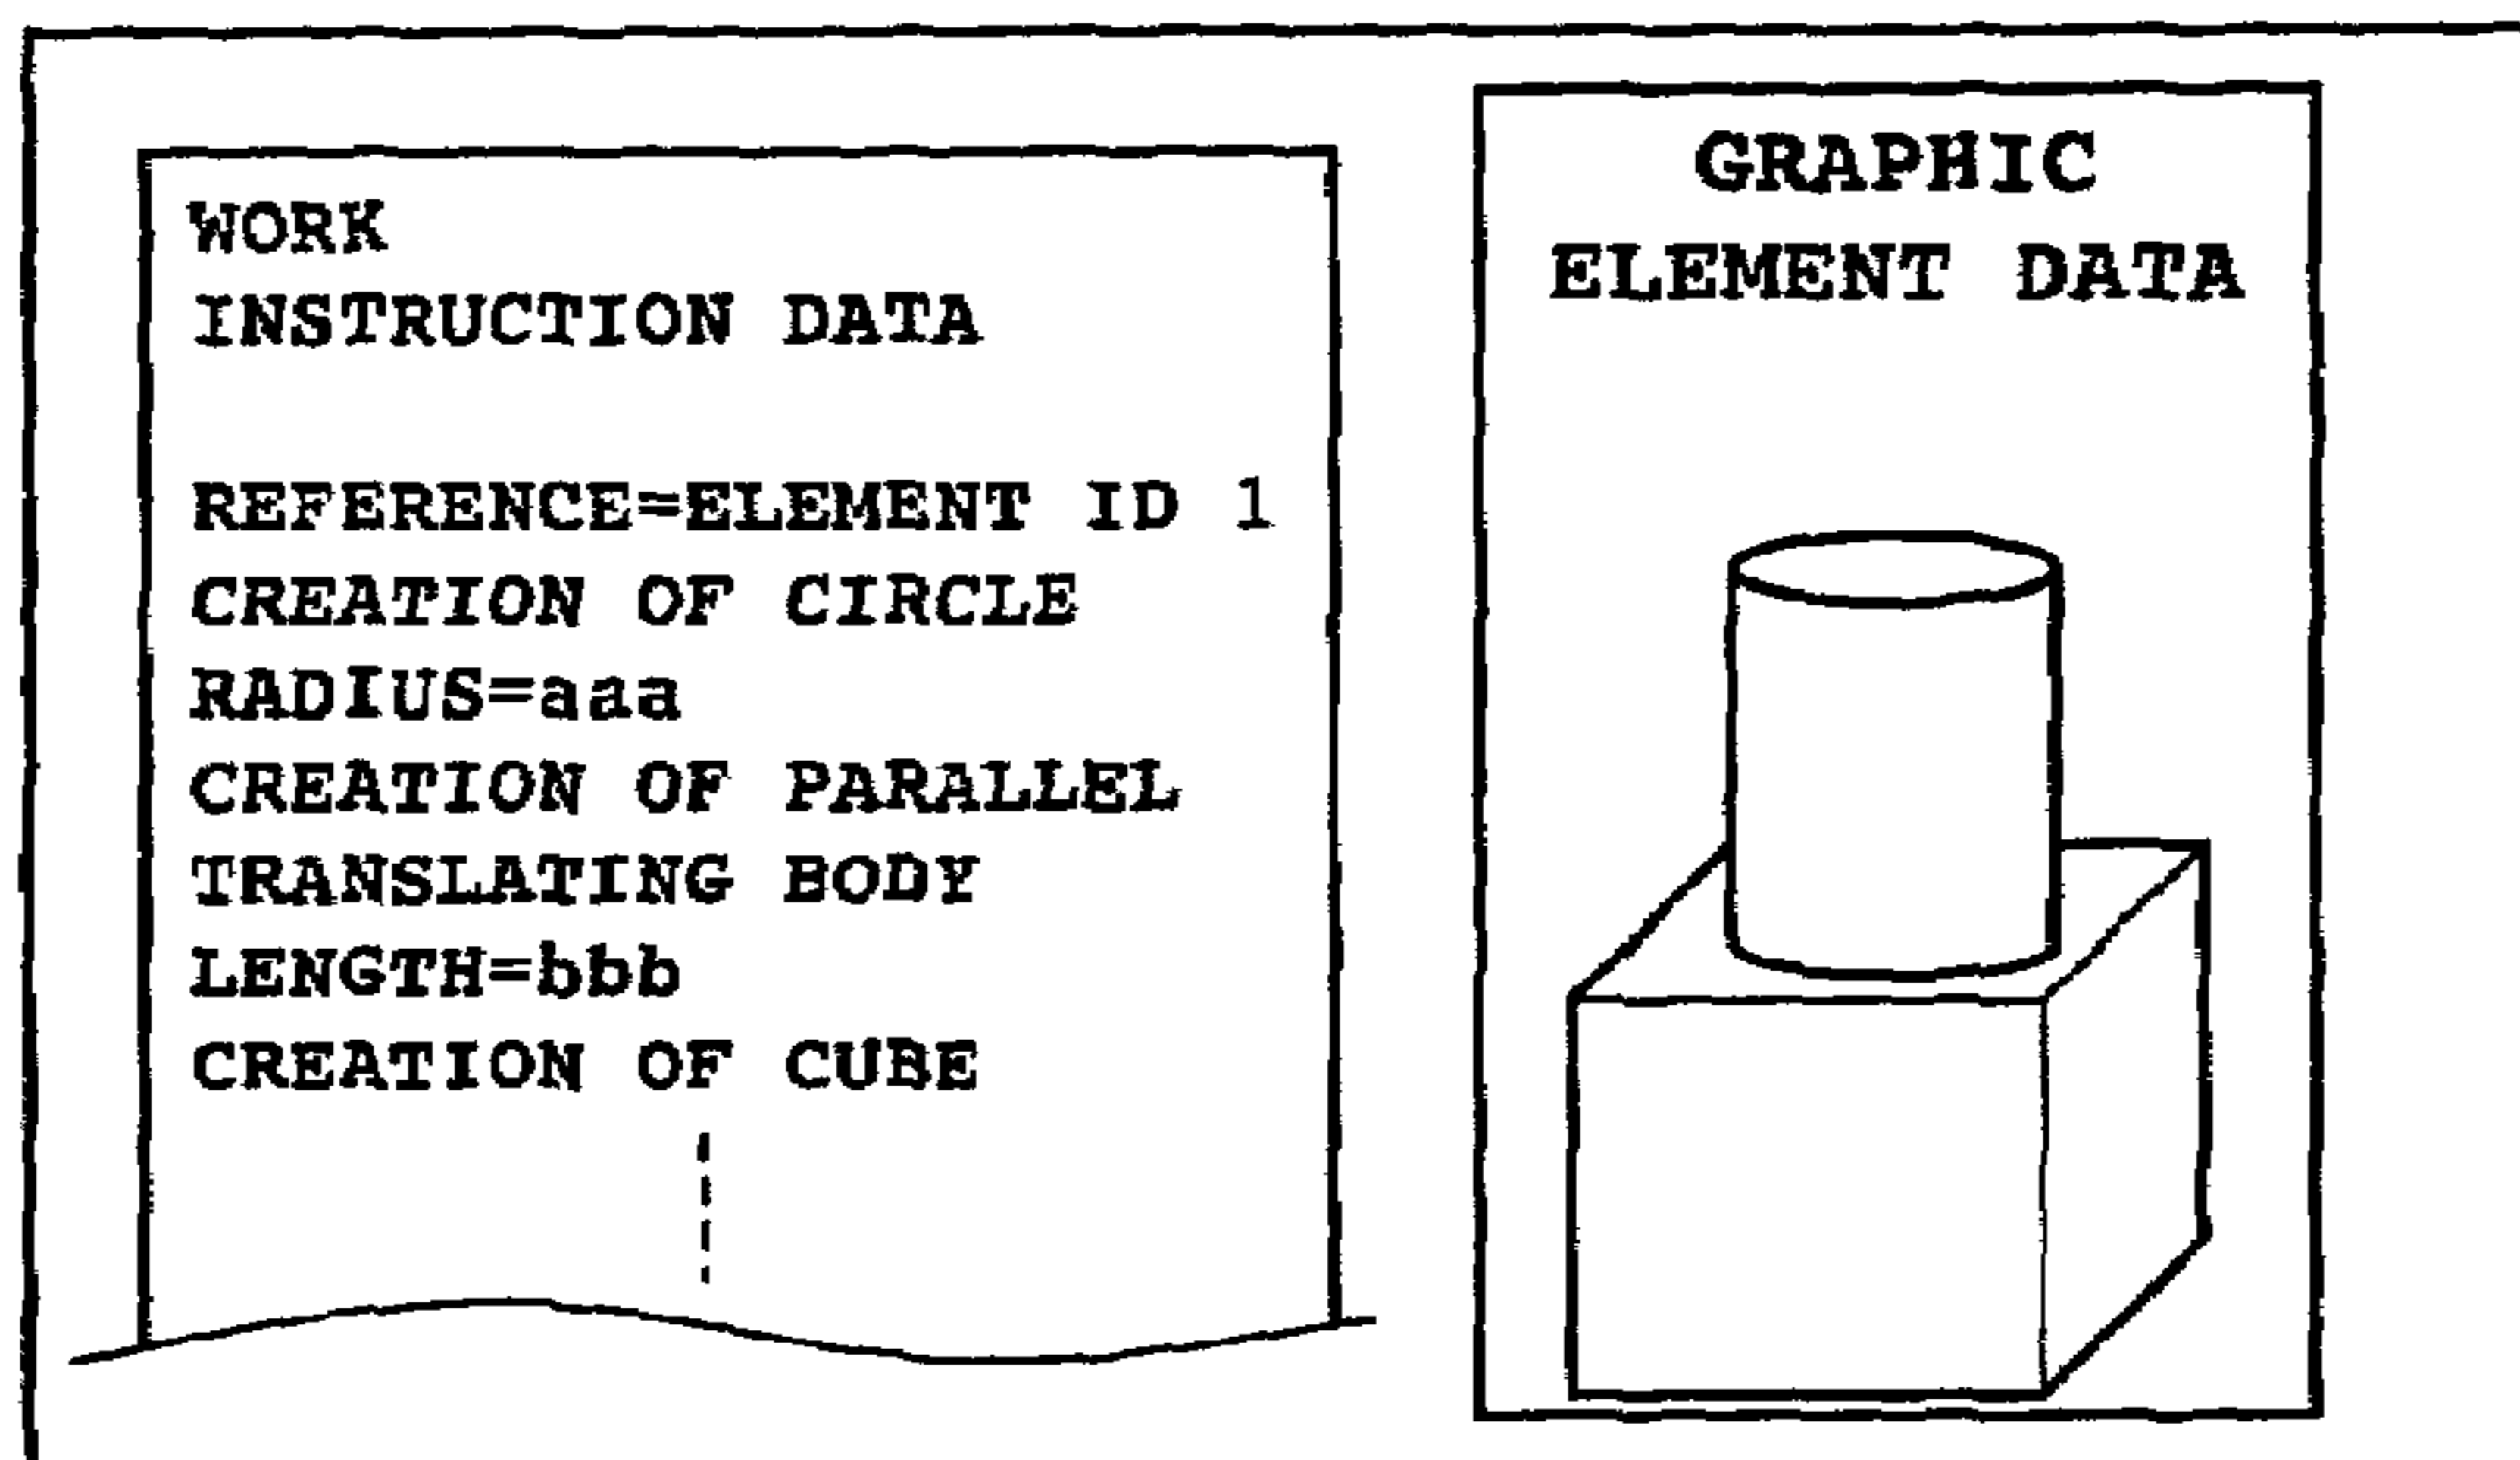 WORK
INSTRUCTION DATA
REFERENCE=ELEMENT ID 1
CREATION OF CIRCLE
RADIUS=aaa
CREATION OF PARALLEL
TRANSLATING BODY
LENGTH=bbb
CREATION OF CUBE
GRAPHIC
ELEMENT DATA